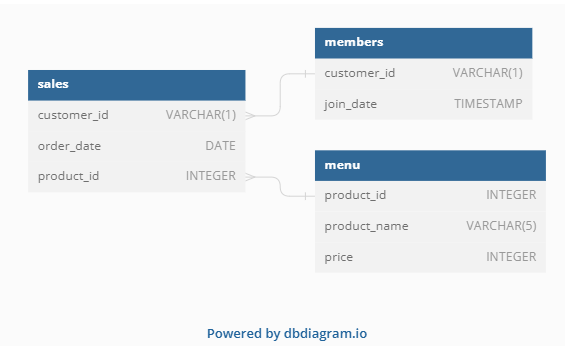 sales
customer_id VARCHAR(1)
order_date DATE
product_id INTEGER
members
customer_id VARCHAR(1)
join_date TIMESTAMP
menu
product_id INTEGER
product_name VARCHAR(5)
price INTEGER
Powered by dbdiagram.io